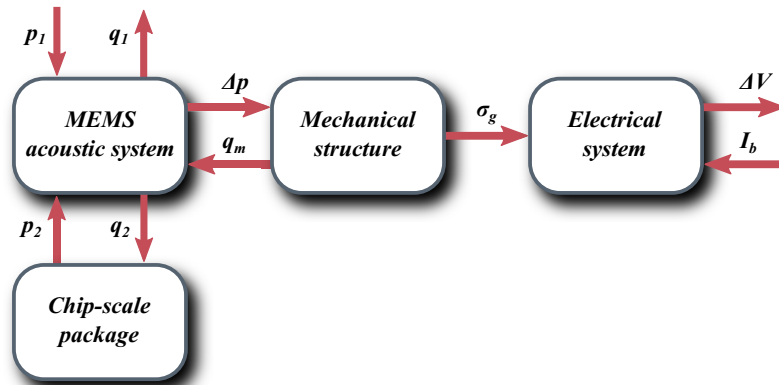 p1 q1
Δp ΔV
MEMS
acoustic system
Mechanical
structure
σg
Electrical
system
qm Ib
p2 q2
Chip-scale
package